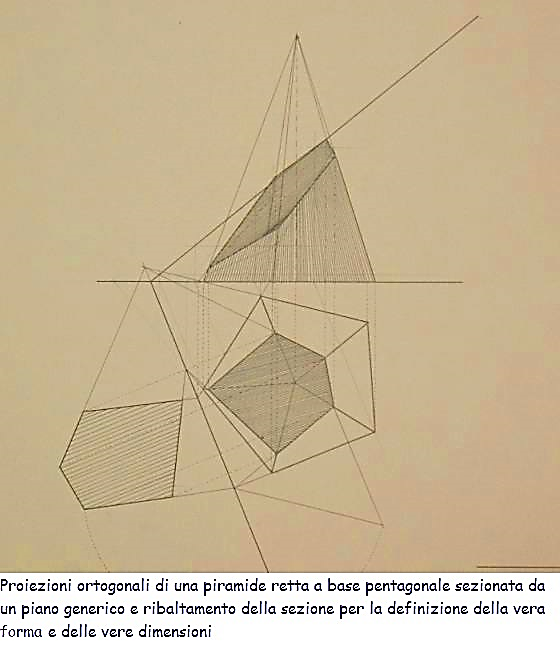 Proiezioni ortogonali di una piramide retta a base pentagonale sezionata da
un piano generico e ribaltamento della sezione per la definizione della vera
forma e delle vere dimensioni